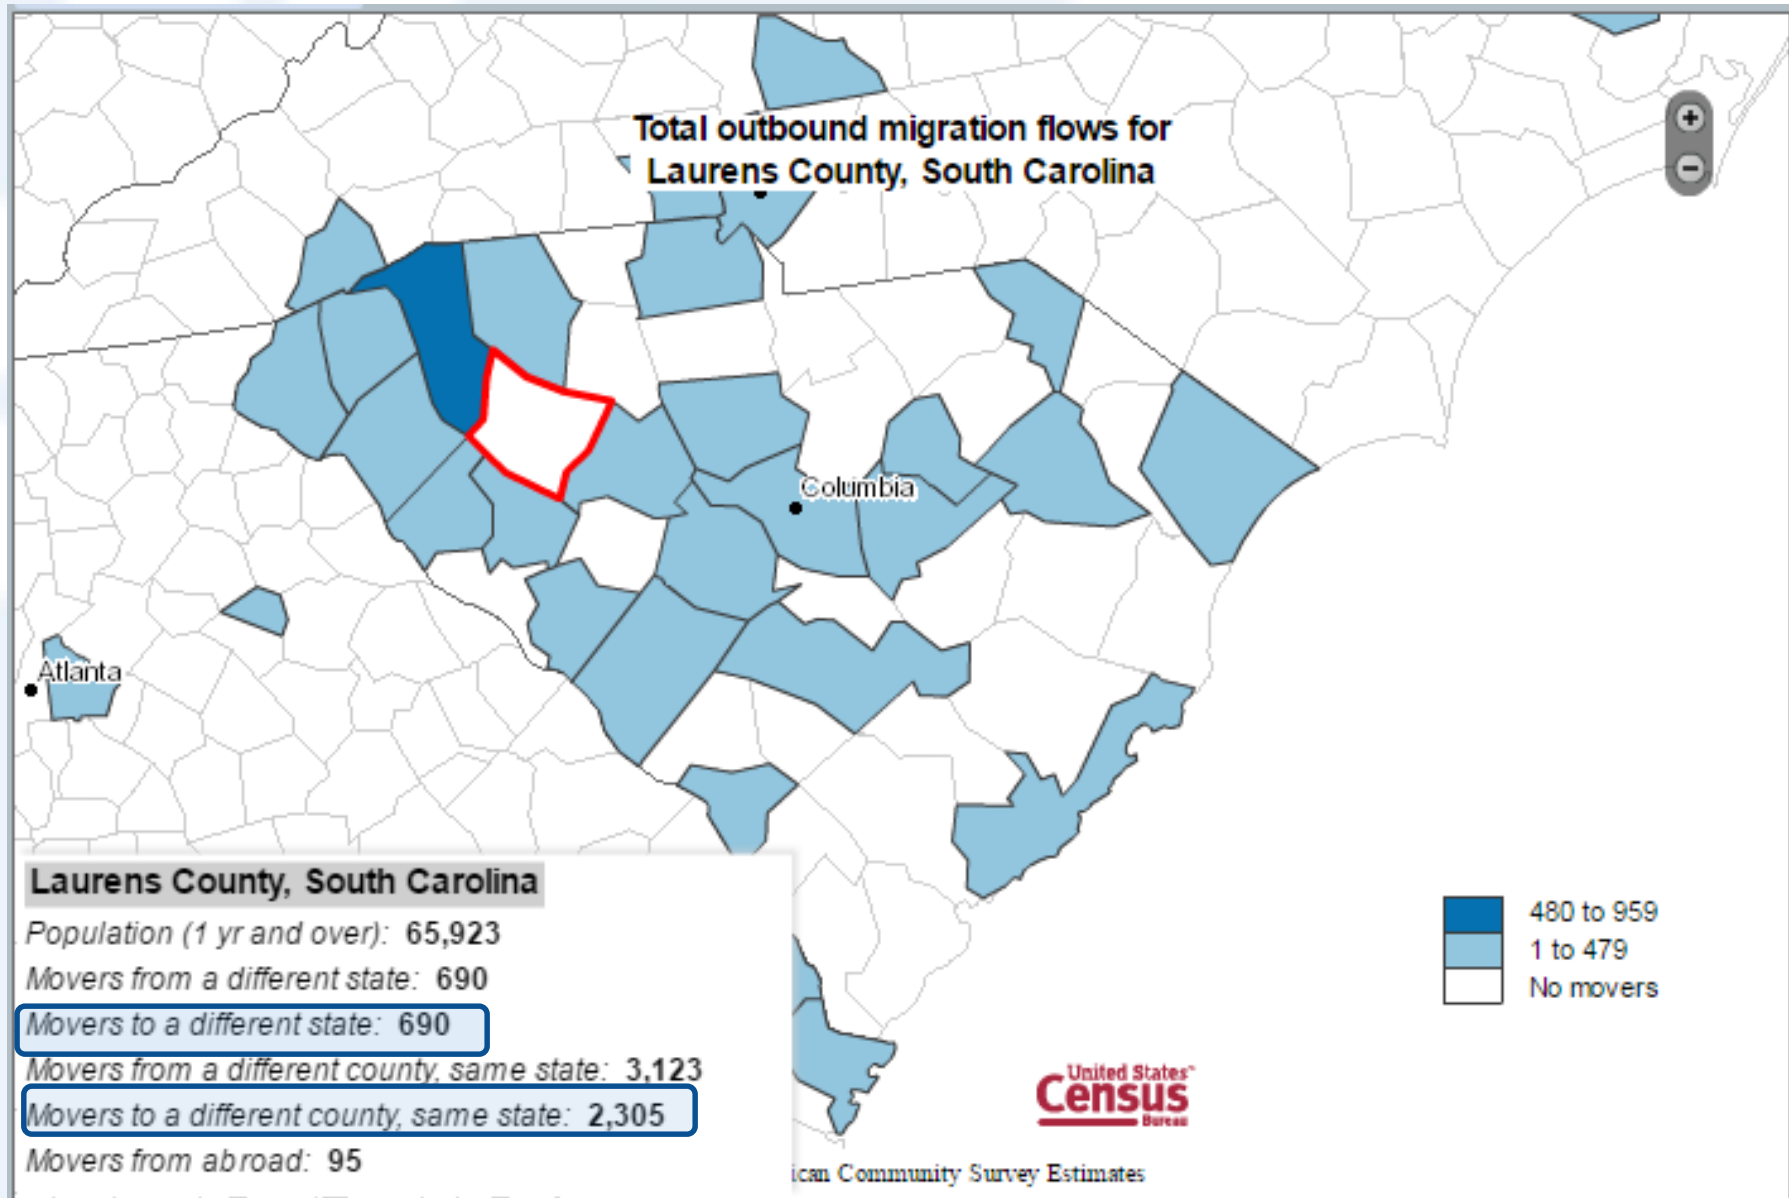 Total outbound migration flows for
Laurens County, South Carolina
Columbia
Atlanta
Laurens County, South Carolina
Population (1 yr and over): 65,923
Movers from a different state: 690
Movers to a different state: 690
Movers from a different county, same state: 3,123
Movers to a different county, same state: 2,305
Movers from abroad: 95
480 to 959
1 to 479
No movers
United States™
Census
Bureau
ican Community Survey Estimates